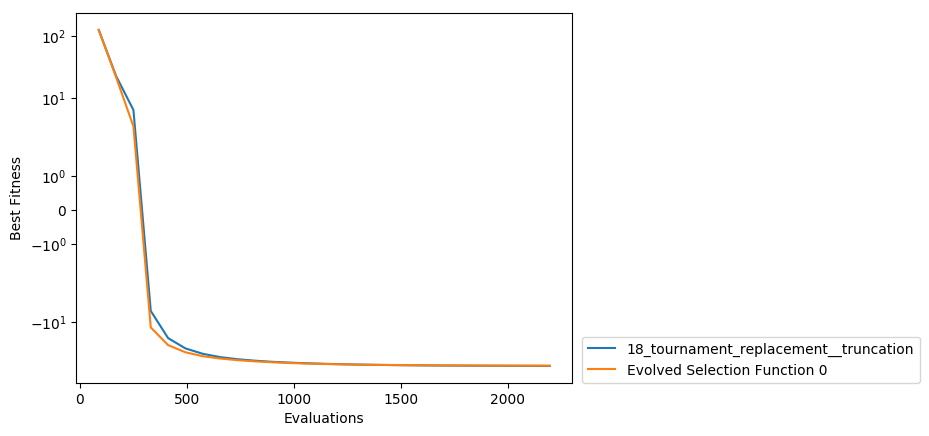 10²
10¹
10⁰
0
−10⁰
−10¹
Best Fitness
0
500
1000
1500
2000
Evaluations
18_tournament_replacement__truncation
Evolved Selection Function 0